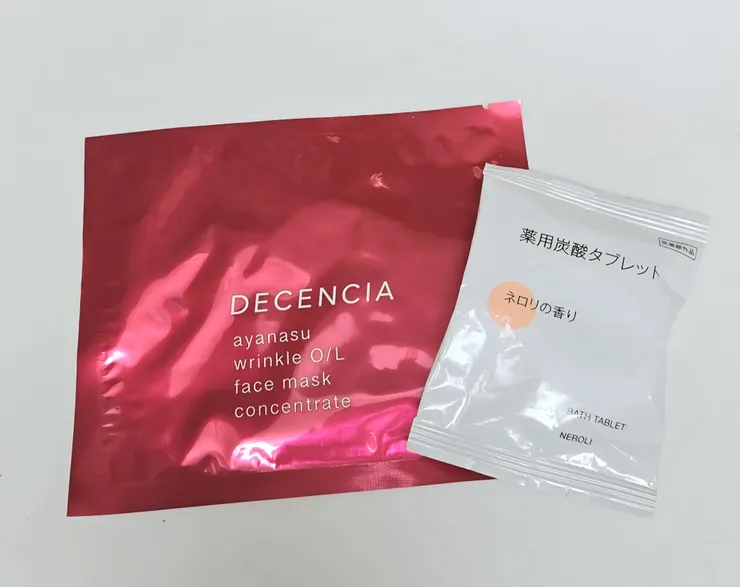 DECENCIA
ayanasu
wrinkle O/L
face mask
concentrate
医薬部外品
薬用炭酸タブレット
ネロリの香り
BATH TABLET
NEROLI